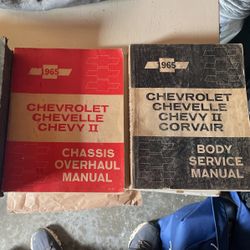 1965
CHEVROLET
CHEVELLE
CHEVY II
CHASSIS
OVERHAUL
MANUAL
1965
CHEVROLET
CHEVELLE
CHEVY II
CORVAIR
BODY
SERVICE
MANUAL